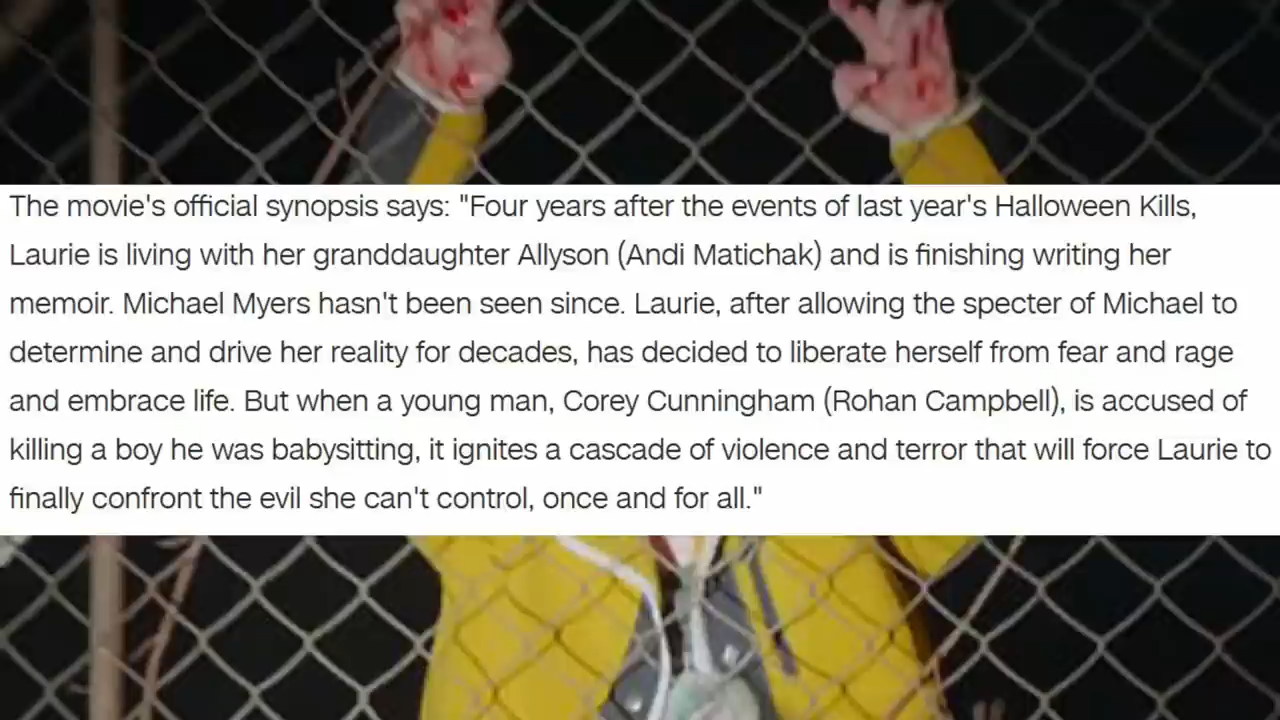 The movie's official synopsis says: "Four years after the events of last year's Halloween Kills,
Laurie is living with her granddaughter Allyson (Andi Matichak) and is finishing writing her
memoir. Michael Myers hasn't been seen since. Laurie, after allowing the specter of Michael to
determine and drive her reality for decades, has decided to liberate herself from fear and rage
and embrace life. But when a young man, Corey Cunningham (Rohan Campbell), is accused of
killing a boy he was babysitting, it ignites a cascade of violence and terror that will force Laurie to
finally confront the evil she can't control, once and for all."